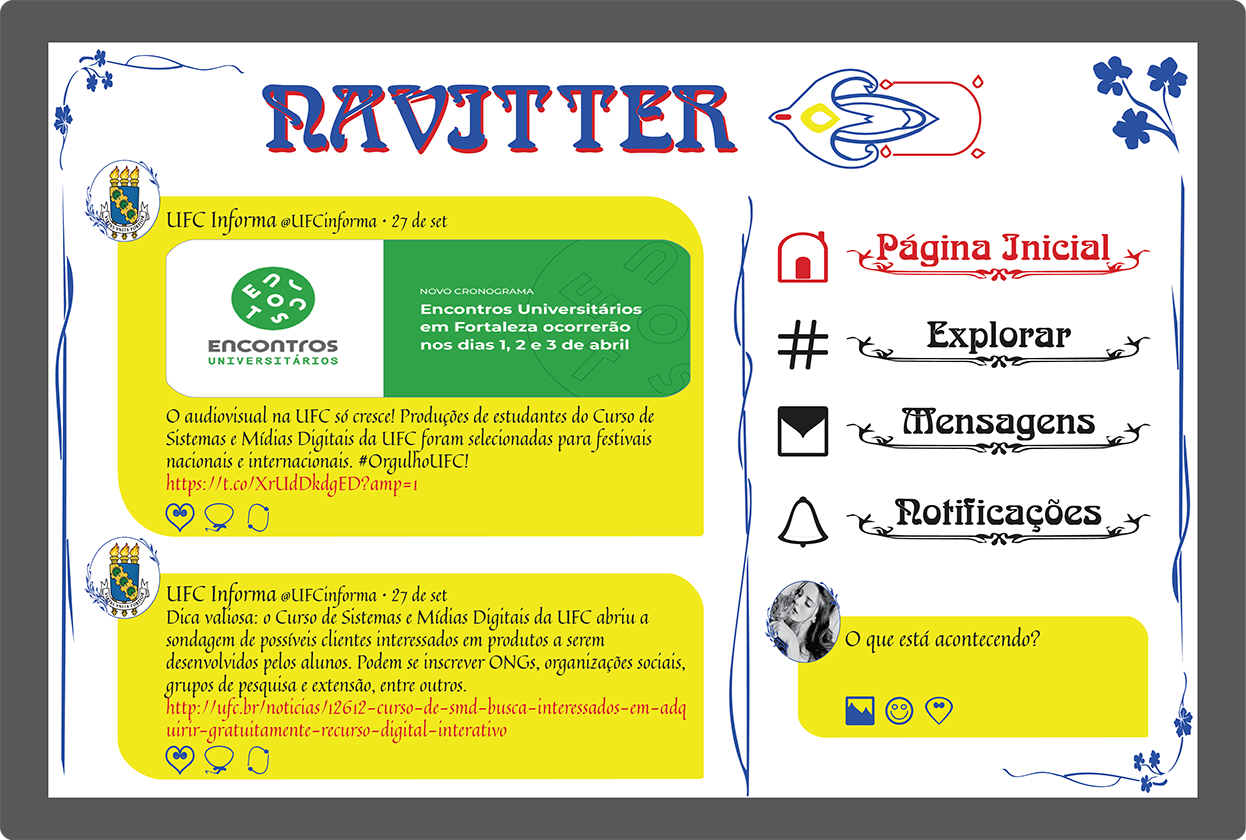 NAVITTER
UFC Informa @UFCinforma • 27 de set
ENCONTROS
UNIVERSITÁRIOS
NOVO CRONOGRAMA
Encontros Universitários
em Fortaleza ocorrerão
nos dias 1, 2 e 3 de abril
O audiovisual na UFC só cresce! Produções de estudantes do Curso de
Sistemas e Mídias Digitais da UFC foram selecionadas para festivais
nacionais e internacionais. #OrgulhoUFC!
https://t.co/XrUdDkdgED?amp=1
UFC Informa @UFCinforma • 27 de set
Dica valiosa: o Curso de Sistemas e Mídias Digitais da UFC abriu a
sondagem de possíveis clientes interessados em produtos a serem
desenvolvidos pelos alunos. Podem se inscrever ONGs, organizações sociais,
grupos de pesquisa e extensão, entre outros.
http://ufc.br/noticias/12612-curso-de-smd-busca-interessados-em-adq
uirir-gratuitamente-recurso-digital-interativo
Página Inicial
Explorar
Mensagens
Notificações
O que está acontecendo?